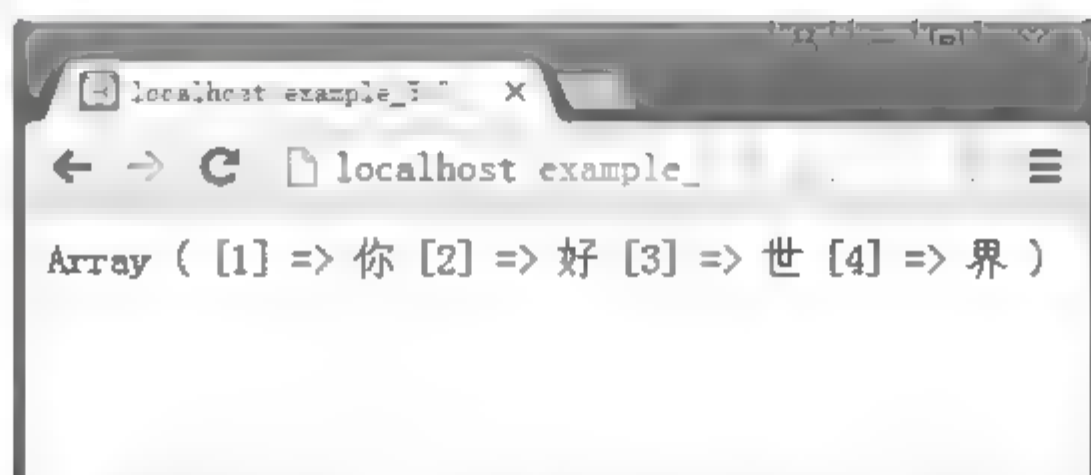 localhost example_
localhost example_
Array ( [1] => 你 [2] => 好 [3] => 世 [4] => 界 )